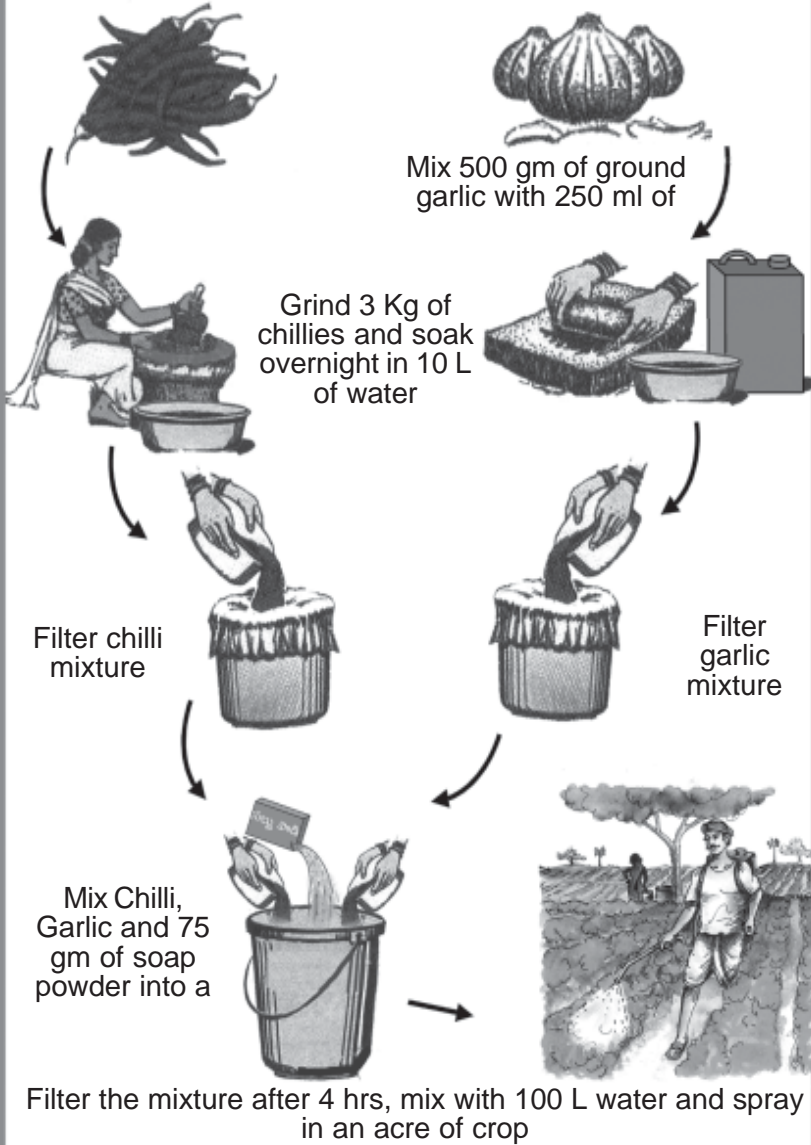 Mix 500 gm of ground
garlic with 250 ml of
Grind 3 Kg of
chillies and soak
overnight in 10 L
of water
Filter chilli
mixture
Filter
garlic
mixture
Mix Chilli,
Garlic and 75
gm of soap
powder into a
Filter the mixture after 4 hrs, mix with 100 L water and spray
in an acre of crop